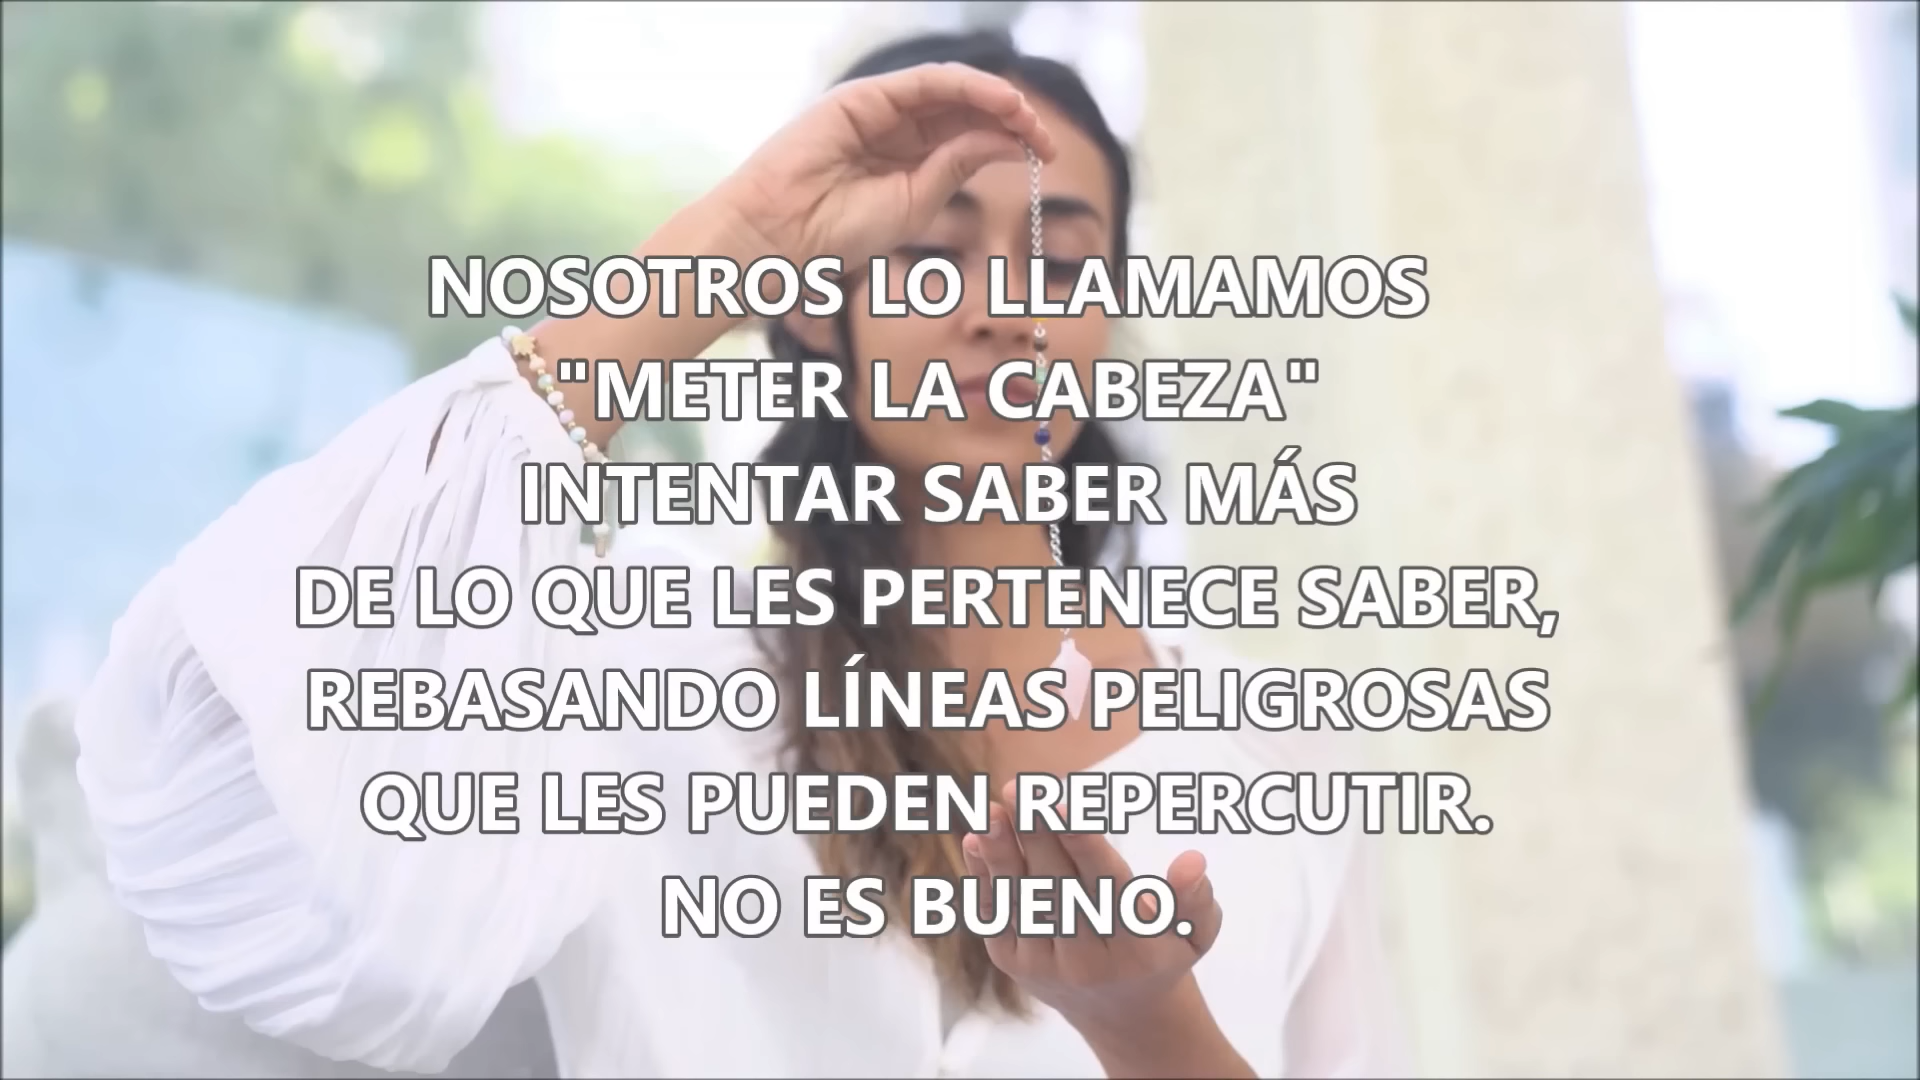 NOSOTROS LO LLAMAMOS
"METER LA CABEZA"
INTENTAR SABER MÁS
DE LO QUE LES PERTENECE SABER,
REBASANDO LÍNEAS PELIGROSAS
QUE LES PUEDEN REPERCUTIR.
NO ES BUENO.